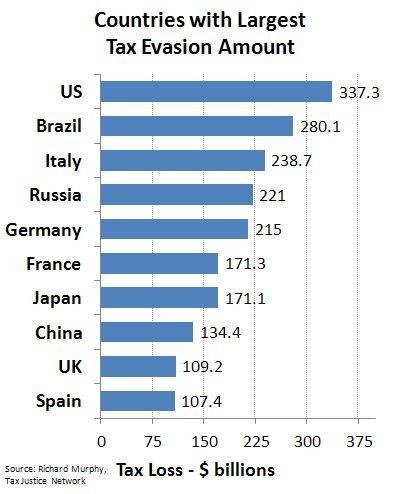 Countries with Largest
Tax Evasion Amount
US 337.3
Brazil 280.1
Italy 238.7
Russia 221
Germany 215
France 171.3
Japan 171.1
China 134.4
UK 109.2
Spain 107.4
0 75 150 225 300 375
Tax Loss - $ billions
Source: Richard Murphy,
Tax Justice Network